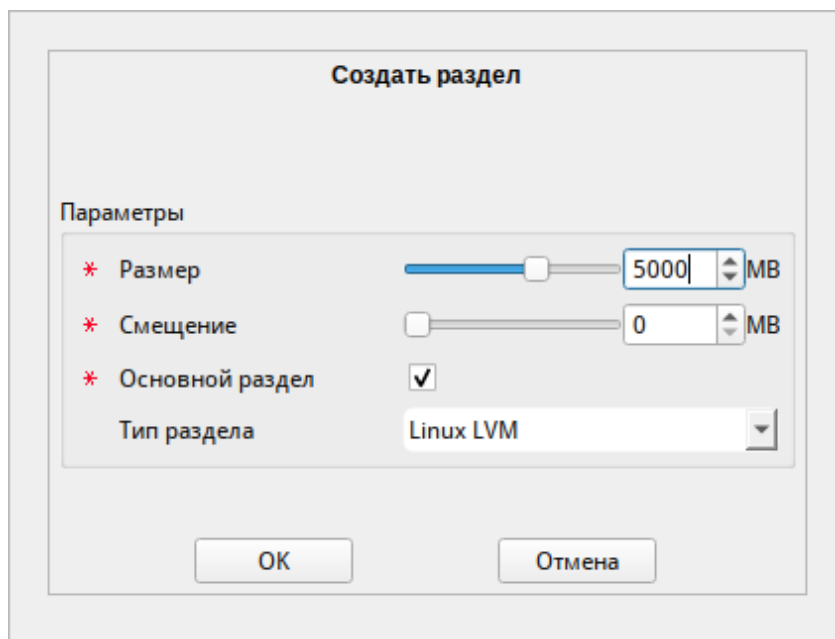 Создать раздел
Параметры
* Размер 5000 MB
* Смещение 0 MB
* Основной раздел
Тип раздела Linux LVM
OK Отмена